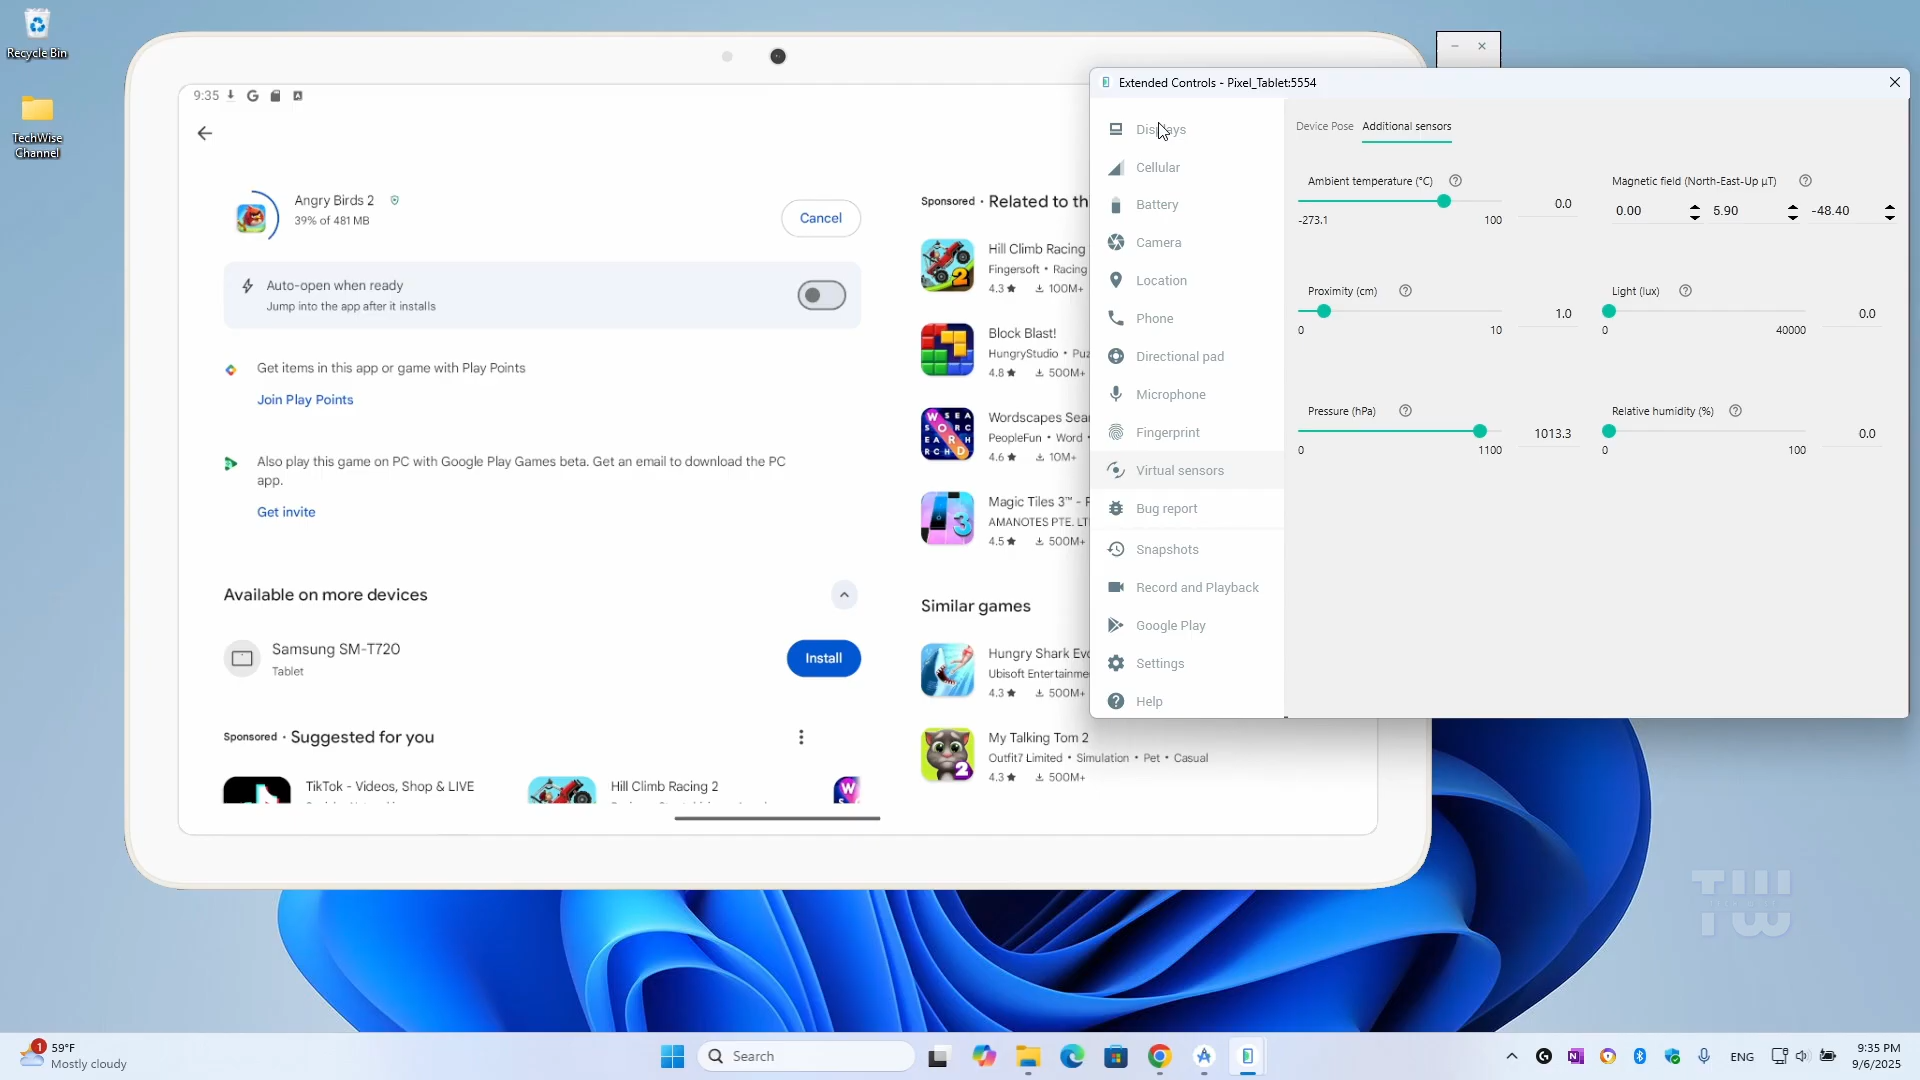 Recycle Bin
TechWise
Channel
9:35
Angry Birds 2
39% of 481 MB
Cancel
Auto-open when ready
Jump into the app after it installs
Get items in this app or game with Play Points
Join Play Points
Also play this game on PC with Google Play Games beta. Get an email to download the PC
app.
Get invite
Available on more devices
Samsung SM-T720
Tablet
Install
Sponsored · Suggested for you
TikTok - Videos, Shop & LIVE
Hill Climb Racing 2
Sponsored · Related to th
Hill Climb Racing
Fingersoft • Racing
4.3★ 100M+
Block Blast!
HungryStudio • Puz
4.8★ 500M+
Wordscapes Sea
PeopleFun • Word •
4.6★ 10M+
Magic Tiles 3™ - P
AMANOTES PTE. LT
4.5★ 500M+
Similar games
Hungry Shark Evo
Ubisoft Entertainme
4.3★ 500M+
My Talking Tom 2
Outfit7 Limited • Simulation • Pet • Casual
4.3★ 500M+
Extended Controls - Pixel_Tablet:5554
Displays
Cellular
Battery
Camera
Location
Phone
Directional pad
Microphone
Fingerprint
Virtual sensors
Bug report
Snapshots
Record and Playback
Google Play
Settings
Help
Device Pose Additional sensors
Ambient temperature (°C)
0.0
-273.1 100
Magnetic field (North-East-Up µT)
0.00 5.90 -48.40
Proximity (cm)
1.0
0 10
Light (lux)
0.0
0 40000
Pressure (hPa)
1013.3
0 1100
Relative humidity (%)
0.0
0 100
TW
1
59°F
Mostly cloudy
Search
ENG
9:35 PM
9/6/2025